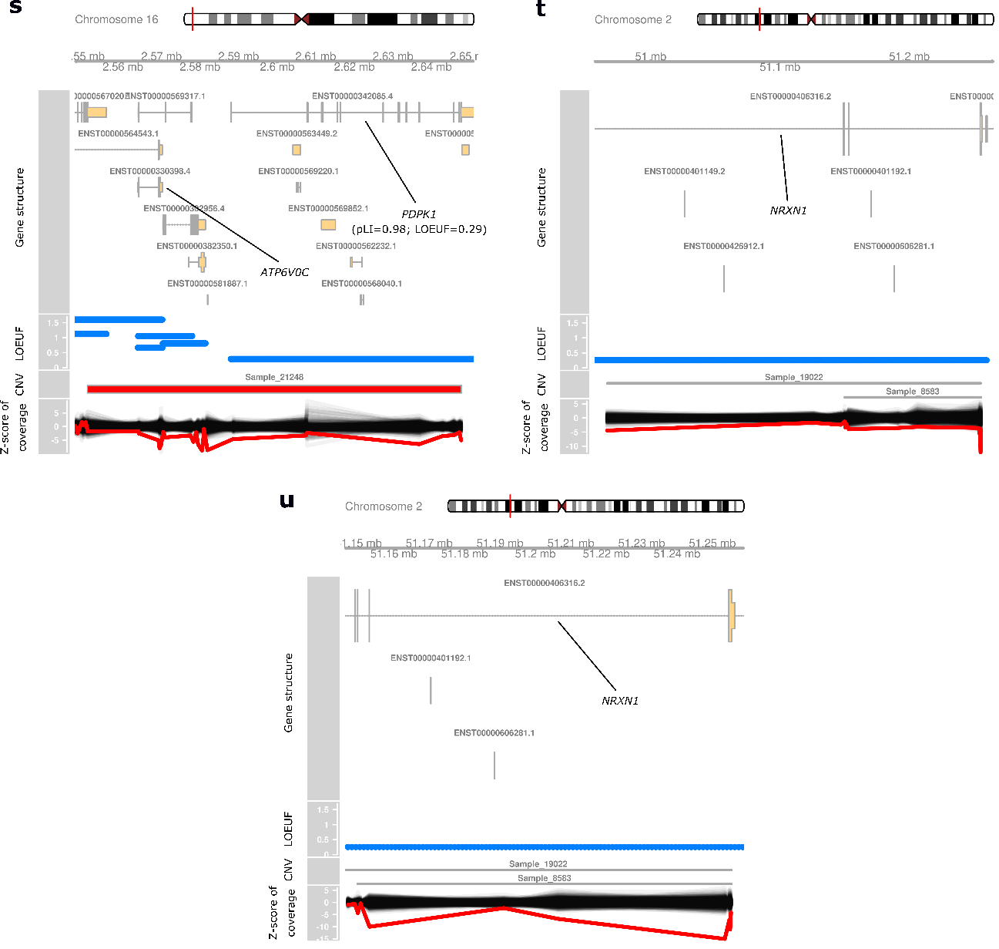 s
Chromosome 16
.55 mb 2.57 mb 2.59 mb 2.61 mb 2.63 mb 2.65 r
2.56 mb 2.58 mb 2.6 mb 2.62 mb 2.64 mb
ENST00000569317.1 ENST00000342085.4
ENST00000564543.1 ENST00000563449.2
ENST00000330398.4 ENST00000569220.1
ENST00000382956.4 ENST00000569852.1
PDPK1
(pLI=0.98; LOEUF=0.29)
ENST00000382350.1 ENST00000562232.1
ATP6V0C
ENST00000581887.1 ENST00000568040.1
Gene structure
LOEUF
1.5
1
0.5
0
CNV
Sample_21248
Z-score of
coverage
5
0
-5
t
Chromosome 2
51 mb 51.2 mb
51.1 mb
ENST00000406316.2 ENST0000C
ENST00000401149.2 ENST00000401192.1
NRXN1
ENST00000426912.1 ENST00000606281.1
Gene structure
LOEUF
1.5
1
0.5
0
CNV
Sample_19022
Sample_8583
Z-score of
coverage
5
0
-5
-10
u
Chromosome 2
1.15 mb 51.17 mb 51.19 mb 51.21 mb 51.23 mb 51.25 mb
51.16 mb 51.18 mb 51.2 mb 51.22 mb 51.24 mb
ENST00000406316.2
ENST00000401192.1
NRXN1
ENST00000606281.1
Gene structure
LOEUF
1.5
1
0.5
0
CNV
Sample_19022
Sample_8583
Z-score of
coverage
5
0
-5
-10
-15